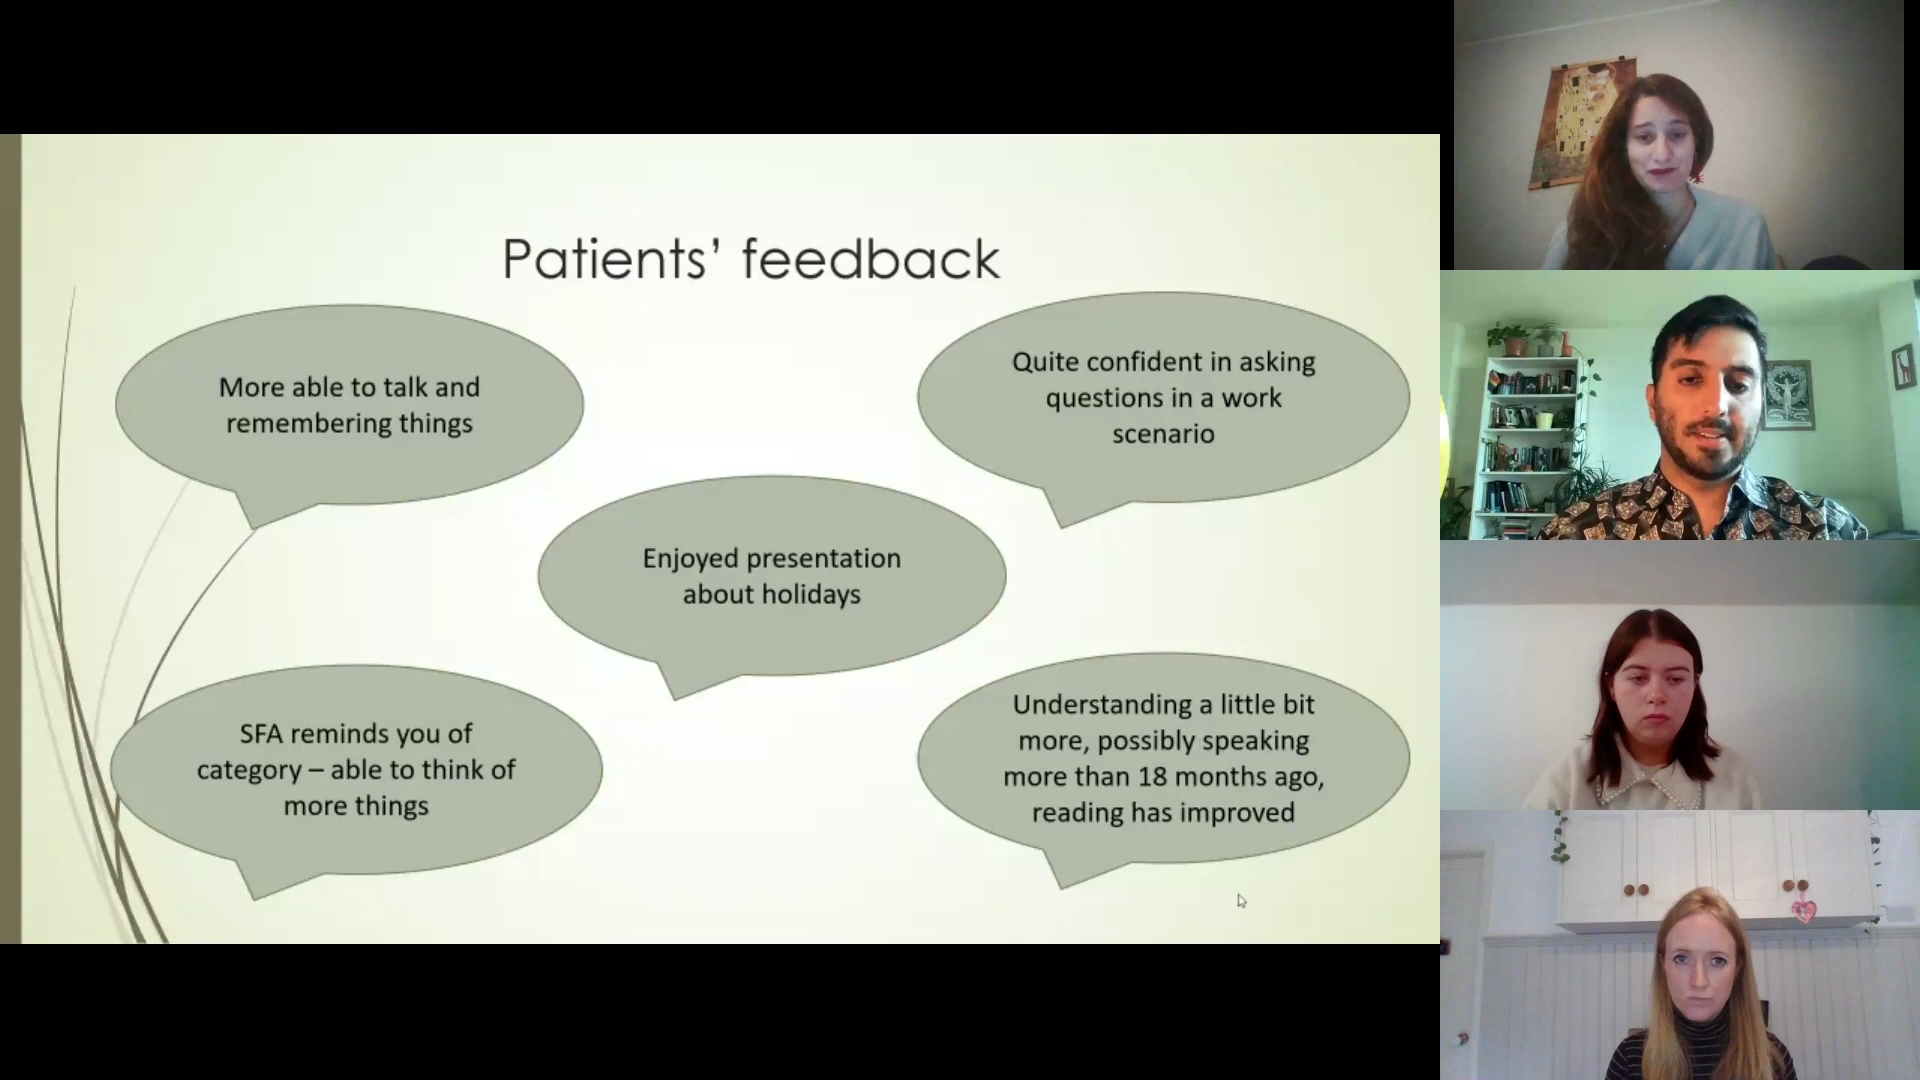 Patients’ feedback
More able to talk and
remembering things
Quite confident in asking
questions in a work
scenario
Enjoyed presentation
about holidays
SFA reminds you of
category – able to think of
more things
Understanding a little bit
more, possibly speaking
more than 18 months ago,
reading has improved